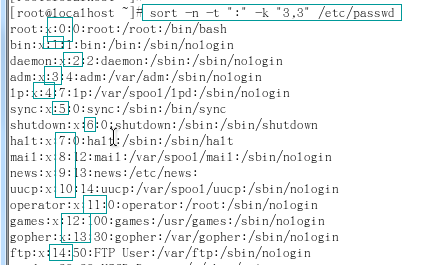 [root@localhost ~]# sort -n -t ":" -k "3,3" /etc/passwd
root:x:0:0:root:/root:/bin/bash
bin:x:1:1:bin:/bin:/sbin/nologin
daemon:x:2:2:daemon:/sbin:/sbin/nologin
adm:x:3:4:adm:/var/adm:/sbin/nologin
lp:x:4:7:lp:/var/spool/lpd:/sbin/nologin
sync:x:5:0:sync:/sbin:/bin/sync
shutdown:x:6:0:shutdown:/sbin:/sbin/shutdown
halt:x:7:0:halt:/sbin:/sbin/halt
mail:x:8:12:mail:/var/spool/mail:/sbin/nologin
news:x:9:13:news:/etc/news:
uucp:x:10:14:uucp:/var/spool/uucp:/sbin/nologin
operator:x:11:0:operator:/root:/sbin/nologin
games:x:12:100:games:/usr/games:/sbin/nologin
gopher:x:13:30:gopher:/var/gopher:/sbin/nologin
ftp:x:14:50:FTP User:/var/ftp:/sbin/nologin